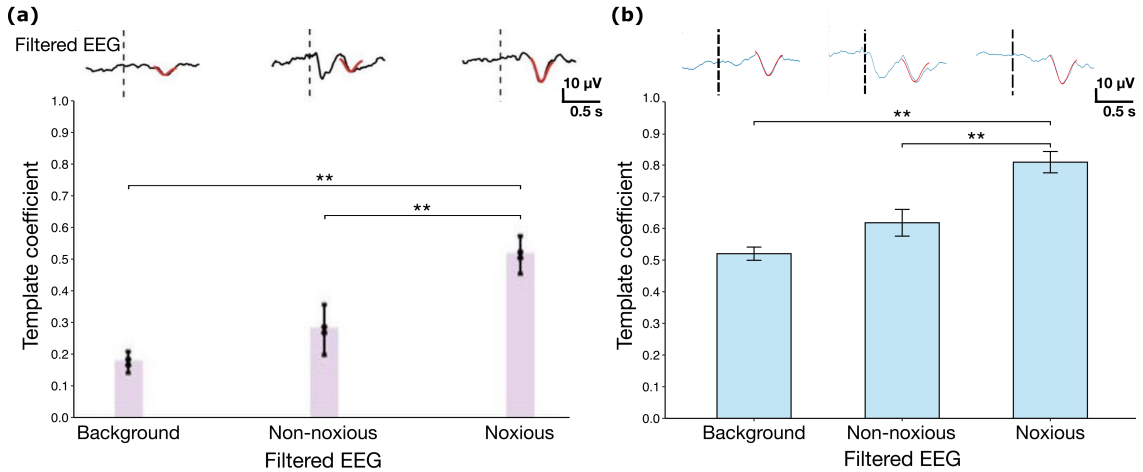 (a)
Filtered EEG
10 µV
0.5 s
1.0
0.9
0.8
0.7
0.6
0.5
0.4
0.3
0.2
0.1
0.0
Template coefficient
**
**
Background
Non-noxious
Noxious
Filtered EEG
(b)
10 µV
0.5 s
1.0
0.9
0.8
0.7
0.6
0.5
0.4
0.3
0.2
0.1
0.0
Template coefficient
**
**
Background
Non-noxious
Noxious
Filtered EEG